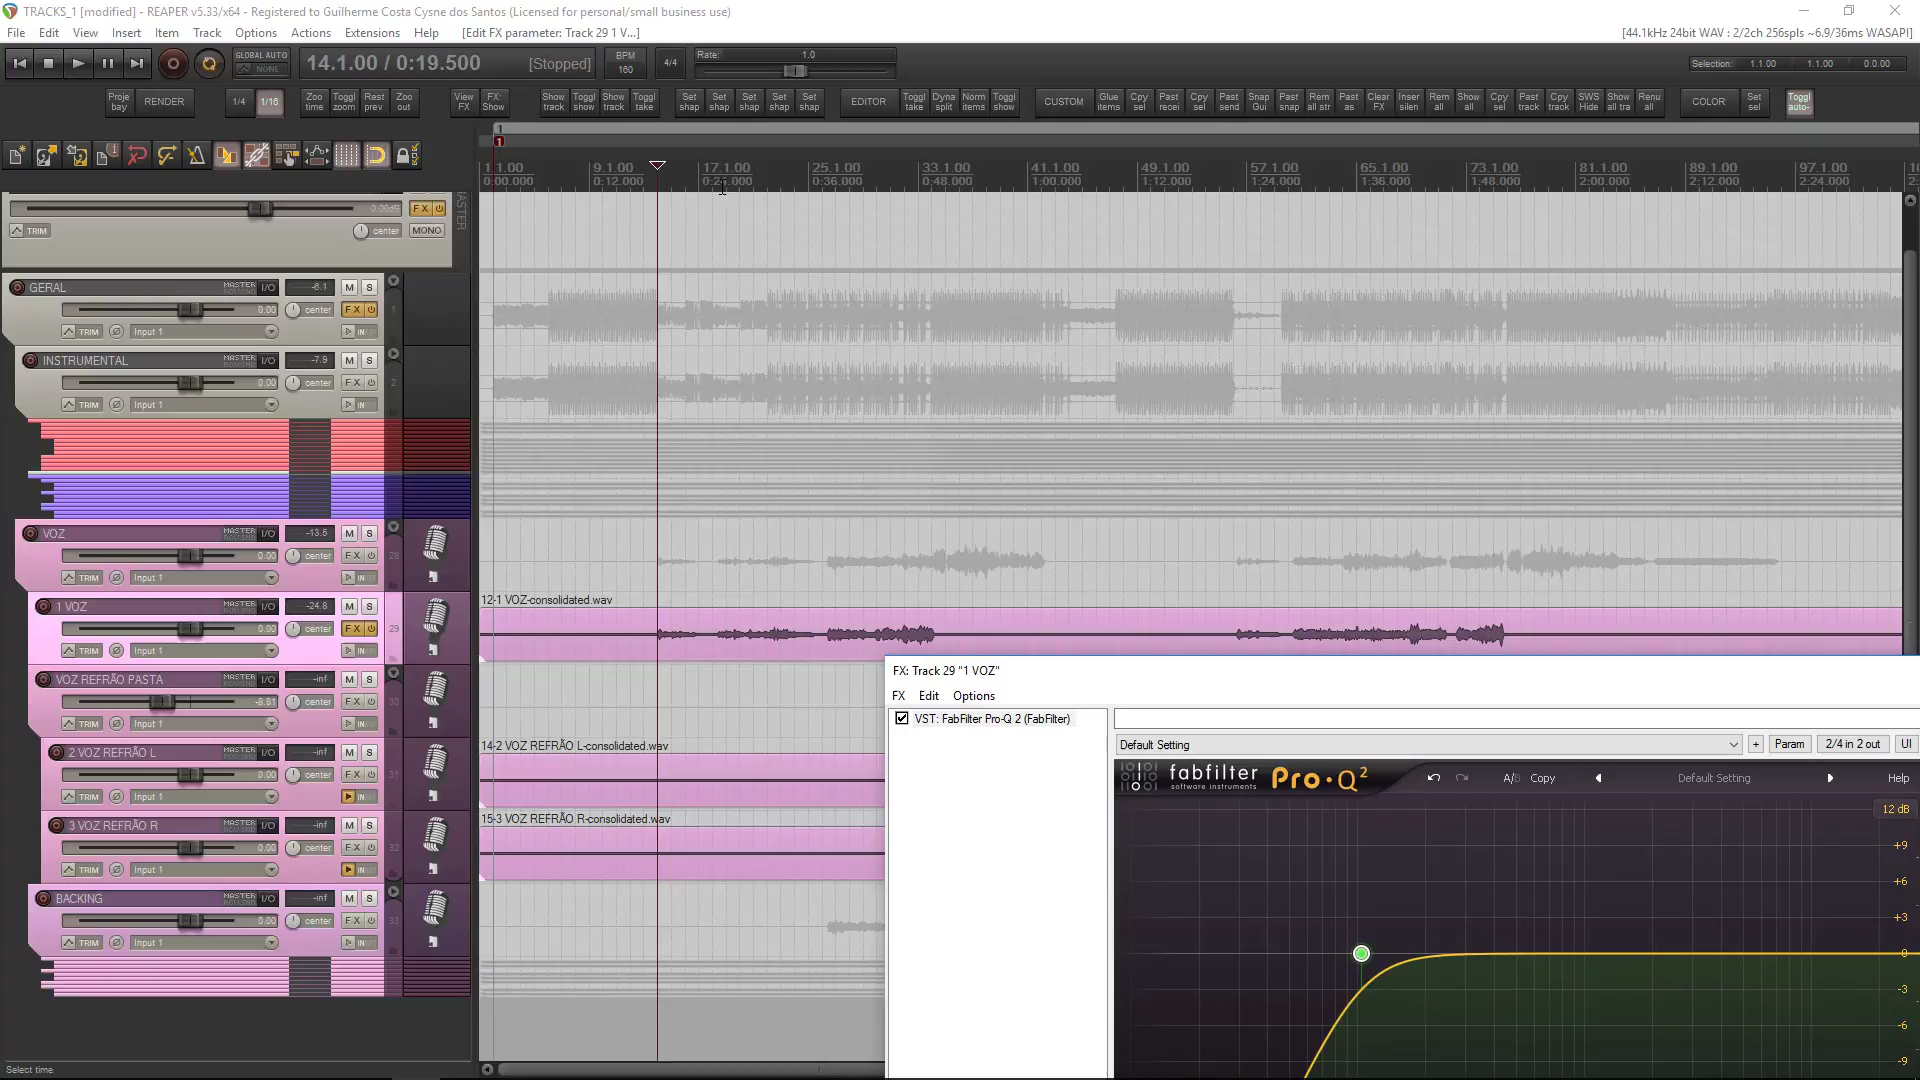 TRACKS_1 [modified] - REAPER v5.33/x64 - Registered to Guilherme Costa Cysne dos Santos (Licensed for personal/small business use)
File Edit View Insert Item Track Options Actions Extensions Help [Edit FX parameter: Track 29 1 V...] [44.1kHz 24bit WAV : 2/2ch 256spls ~6.9/36ms WASAPI]
GLOBAL AUTO NONE 14.1.00 / 0:19.500 [Stopped] BPM 160 4/4 Rate: 1.0 Selection: 1.1.00 1.1.00 0.0.00
Proje bay RENDER 1/4 1/16 Zoo time Toggl zoom Rest prev Zoo out View FX FX: Show Show track Toggl show Show track Toggl take Set shap Set shap Set shap Set shap Set shap EDITOR Toggl take Dyna split Norm items Toggl show CUSTOM Glue items Cpy sel Past recei Cpy sel Past send Snap Gui Past snap Rem all str Past as Clear FX Inser silen Rem all Show all Cpy sel Past track Cpy track SWS Hide Show all tra Renu all COLOR Set sel Toggl auto-
1
1
1.1.00 9.1.00 17.1.00 25.1.00 33.1.00 41.1.00 49.1.00 57.1.00 65.1.00 73.1.00 81.1.00 89.1.00 97.1.00
0:00.000 0:12.000 0:24.000 0:36.000 0:48.000 1:00.000 1:12.000 1:24.000 1:36.000 1:48.000 2:00.000 2:12.000 2:24.000
0.00dB FX
TRIM center MONO
GERAL MASTER I/O -6.1 M S
0.00 center FX 1
TRIM Input 1 IN
INSTRUMENTAL MASTER I/O -7.9 M S
0.00 center FX 2
TRIM Input 1 IN
VOZ MASTER I/O -13.5 M S
0.00 center FX 28
TRIM Input 1 IN
12-1 VOZ-consolidated.wav
1 VOZ MASTER I/O -24.8 M S
0.00 center FX 29
TRIM Input 1 IN
VOZ REFRÃO PASTA MASTER I/O -inf M S
-8.81 center FX 30
TRIM Input 1 IN
14-2 VOZ REFRÃO L-consolidated.wav
2 VOZ REFRÃO L MASTER I/O -inf M S
0.00 center FX 31
TRIM Input 1 IN
15-3 VOZ REFRÃO R-consolidated.wav
3 VOZ REFRÃO R MASTER I/O -inf M S
0.00 center FX 32
TRIM Input 1 IN
BACKING MASTER I/O -inf M S
0.00 center FX 33
TRIM Input 1 IN
Select time
FX: Track 29 "1 VOZ"
FX Edit Options
VST: FabFilter Pro-Q 2 (FabFilter)
Default Setting + Param 2/4 in 2 out UI
fabfilter software instruments Pro·Q² A/B Copy Default Setting Help
12 dB
+9
+6
+3
0
-3
-6
-9